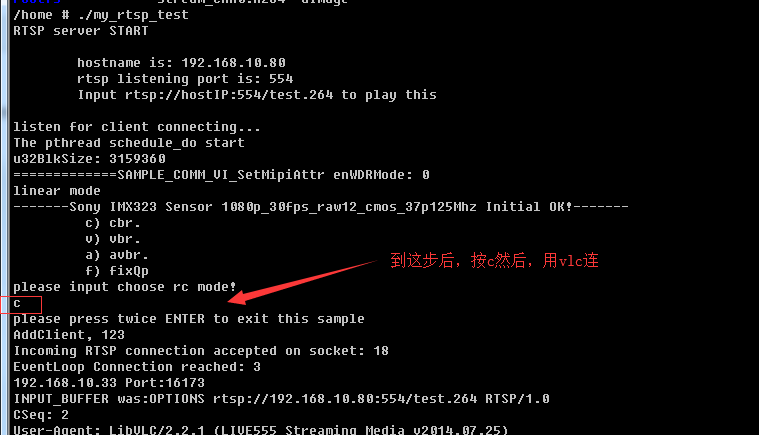 /home # ./my_rtsp_test
RTSP server START
hostname is: 192.168.10.80
rtsp listening port is: 554
Input rtsp://hostIP:554/test.264 to play this
listen for client connecting...
The pthread schedule_do start
u32BlkSize: 3159360
=============SAMPLE_COMM_VI_SetMipiAttr enWDRMode: 0
linear mode
-------Sony IMX323 Sensor 1080p_30fps_raw12_cmos_37p125Mhz Initial OK!-------
c) cbr.
v) vbr.
a) avbr.
f) fixQp
到这步后，按c然后，用vlc连
please input choose rc mode!
c
please press twice ENTER to exit this sample
AddClient, 123
Incoming RTSP connection accepted on socket: 18
EventLoop Connection reached: 3
192.168.10.33 Port:16173
INPUT_BUFFER was:OPTIONS rtsp://192.168.10.80:554/test.264 RTSP/1.0
CSeq: 2
User-Agent: LibVLC/2.2.1 (LIVE555 Streaming Media v2014.07.25)